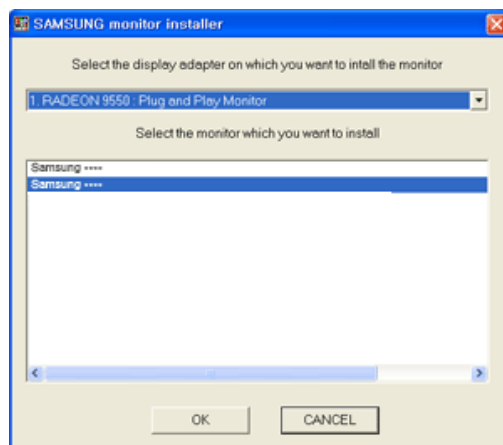 SAMSUNG monitor installer
Select the display adapter on which you want to intall the monitor
1. RADEON 9550 : Plug and Play Monitor
Select the monitor which you want to install
Samsung ----
Samsung ----
OK
CANCEL